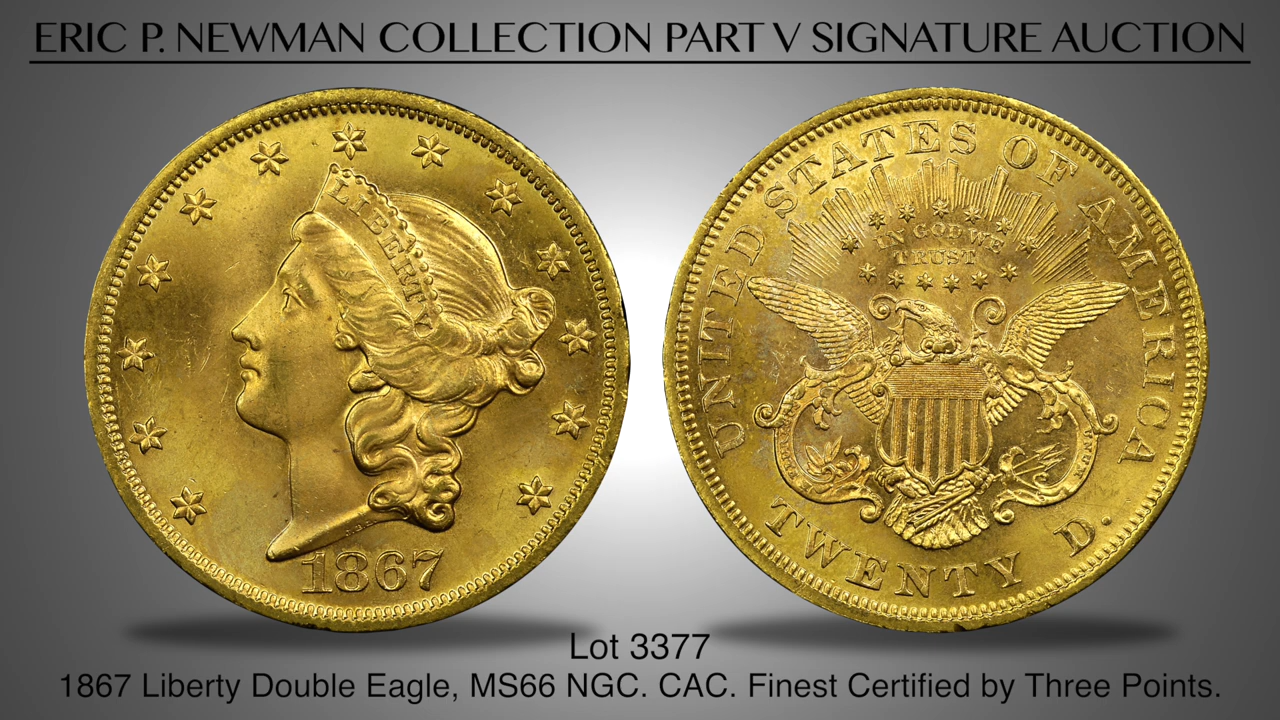 ERIC P. NEWMAN COLLECTION PART V SIGNATURE AUCTION
LIBERTY
1867
UNITED STATES OF AMERICA
IN GOD WE
TRUST
TWENTY D.
Lot 3377
1867 Liberty Double Eagle, MS66 NGC. CAC. Finest Certified by Three Points.